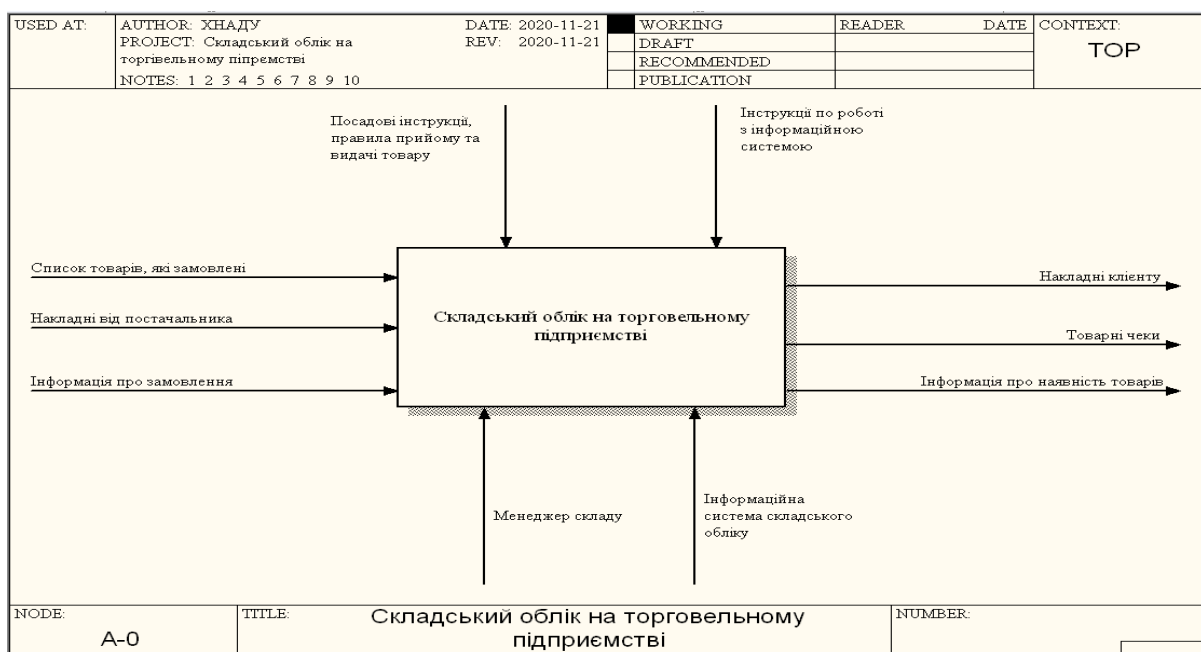 USED AT:
AUTHOR: ХНАДУ
DATE: 2020-11-21
PROJECT: Складський облік на
торгівельному піпрємстві
REV: 2020-11-21
NOTES: 1 2 3 4 5 6 7 8 9 10
WORKING
DRAFT
RECOMMENDED
PUBLICATION
READER
DATE
CONTEXT:
TOP
Посадові інструкції,
правила прийому та
видачі товару
Інструкції по роботі
з інформаційною
системою
Список товарів, які замовлені
Накладні від постачальника
Інформація про замовлення
Складський облік на торговельному
підприємстві
Накладні клієнту
Товарні чеки
Інформація про наявність товарів
Менеджер складу
Інформаційна
система складського
обліку
NODE:
A-0
TITLE:
Складський облік на торговельному
підприємстві
NUMBER: